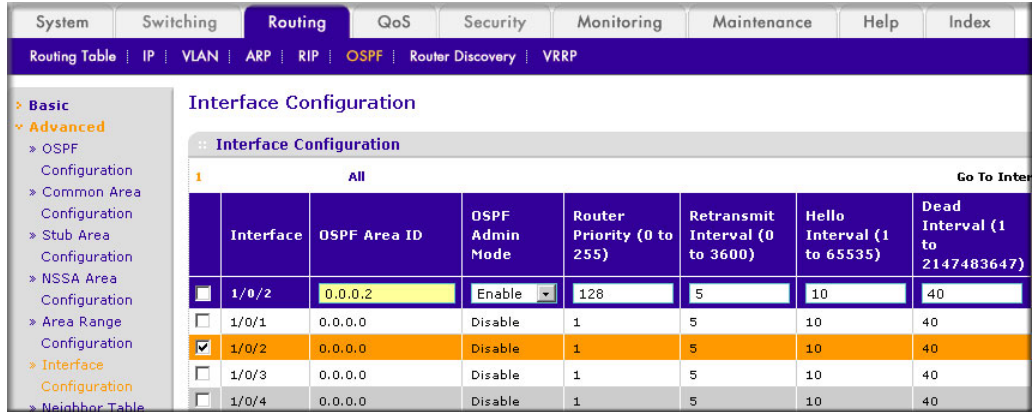 System Switching Routing QoS Security Monitoring Maintenance Help Index
Routing Table IP VLAN ARP RIP OSPF Router Discovery VRRP
Basic
Advanced
» OSPF
Configuration
» Common Area
Configuration
» Stub Area
Configuration
» NSSA Area
Configuration
» Area Range
Configuration
» Interface
Configuration
» Neighbor Table
Interface Configuration
Interface Configuration
1 All Go To Inter
Interface OSPF Area ID OSPF Admin Mode Router Priority (0 to 255) Retransmit Interval (0 to 3600) Hello Interval (1 to 65535) Dead Interval (1 to 2147483647)
1/0/2 0.0.0.2 Enable 128 5 10 40
1/0/1 0.0.0.0 Disable 1 5 10 40
1/0/2 0.0.0.0 Disable 1 5 10 40
1/0/3 0.0.0.0 Disable 1 5 10 40
1/0/4 0.0.0.0 Disable 1 5 10 40